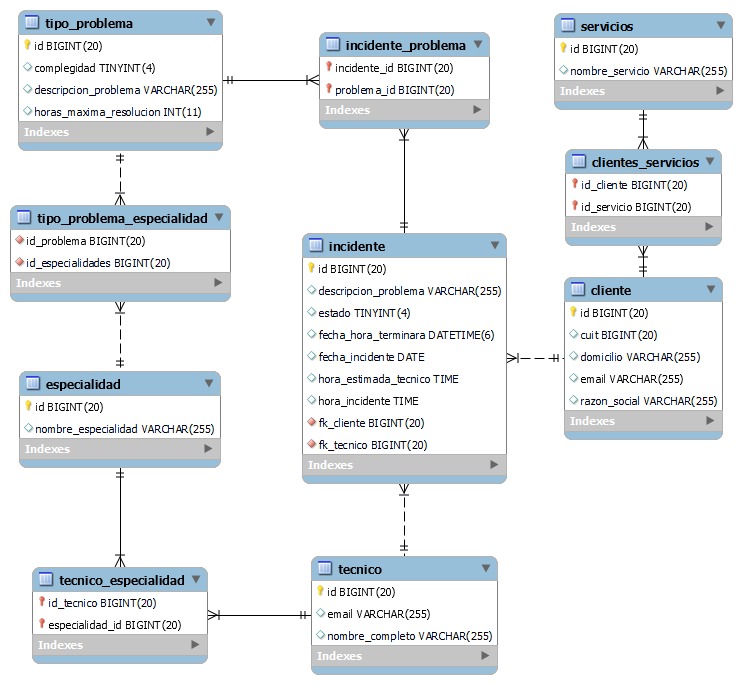 tipo_problema
id BIGINT(20)
complegidad TINYINT(4)
descripcion_problema VARCHAR(255)
horas_maxima_resolucion INT(11)
Indexes
incidente_problema
incidente_id BIGINT(20)
problema_id BIGINT(20)
Indexes
servicios
id BIGINT(20)
nombre_servicio VARCHAR(255)
Indexes
clientes_servicios
id_cliente BIGINT(20)
id_servicio BIGINT(20)
Indexes
tipo_problema_especialidad
id_problema BIGINT(20)
id_especialidades BIGINT(20)
Indexes
incidente
id BIGINT(20)
descripcion_problema VARCHAR(255)
estado TINYINT(4)
fecha_hora_terminara DATETIME(6)
fecha_incidente DATE
hora_estimada_tecnico TIME
hora_incidente TIME
fk_cliente BIGINT(20)
fk_tecnico BIGINT(20)
Indexes
cliente
id BIGINT(20)
cuit BIGINT(20)
domicilio VARCHAR(255)
email VARCHAR(255)
razon_social VARCHAR(255)
Indexes
especialidad
id BIGINT(20)
nombre_especialidad VARCHAR(255)
Indexes
tecnico_especialidad
id_tecnico BIGINT(20)
especialidad_id BIGINT(20)
Indexes
tecnico
id BIGINT(20)
email VARCHAR(255)
nombre_completo VARCHAR(255)
Indexes